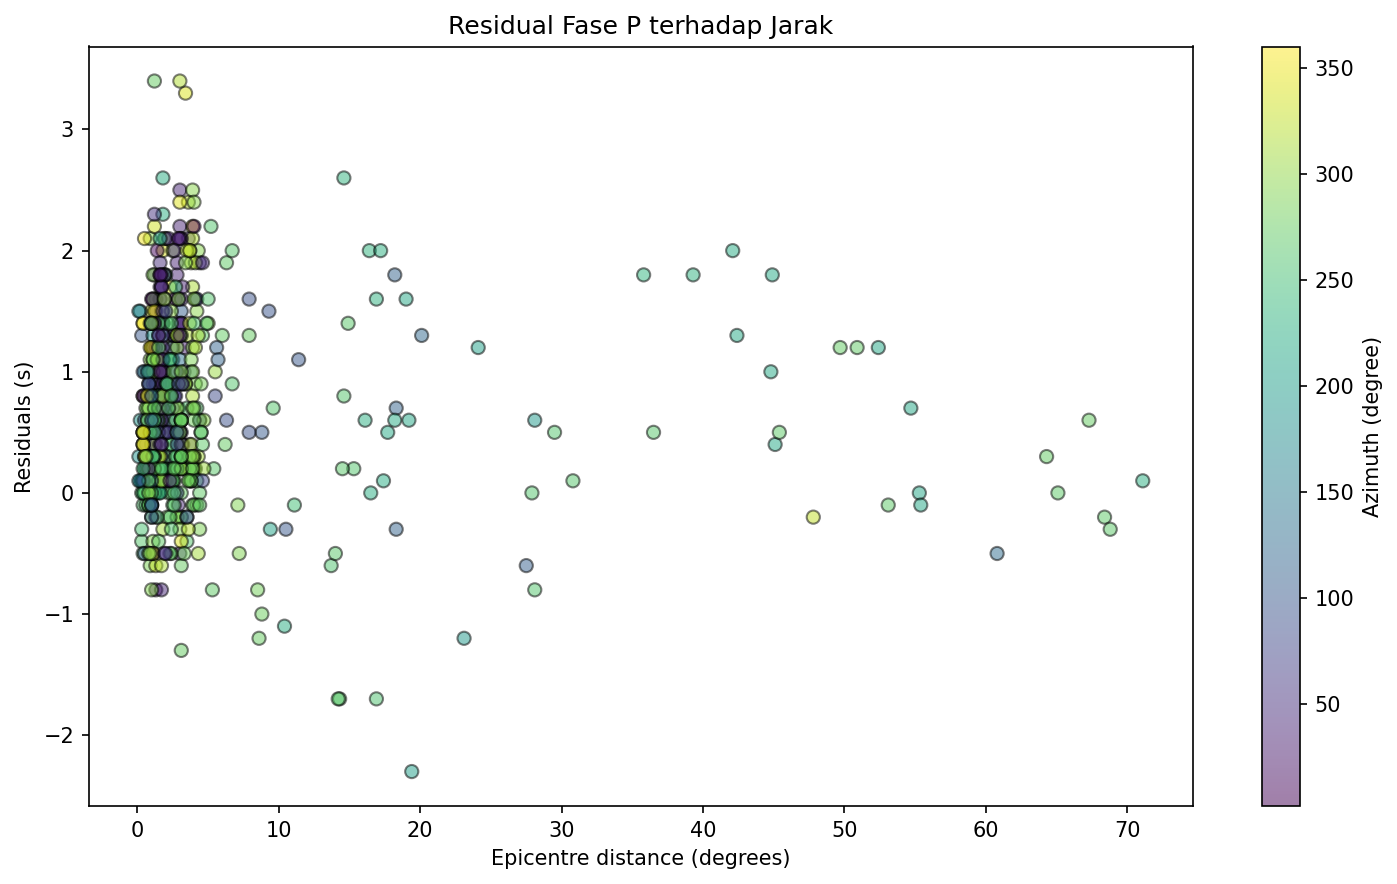 Residual Fase P terhadap Jarak
Residuals (s)
3
2
1
0
−1
−2
0 10 20 30 40 50 60 70
Epicentre distance (degrees)
350
300
250
200
150
100
50
Azimuth (degree)